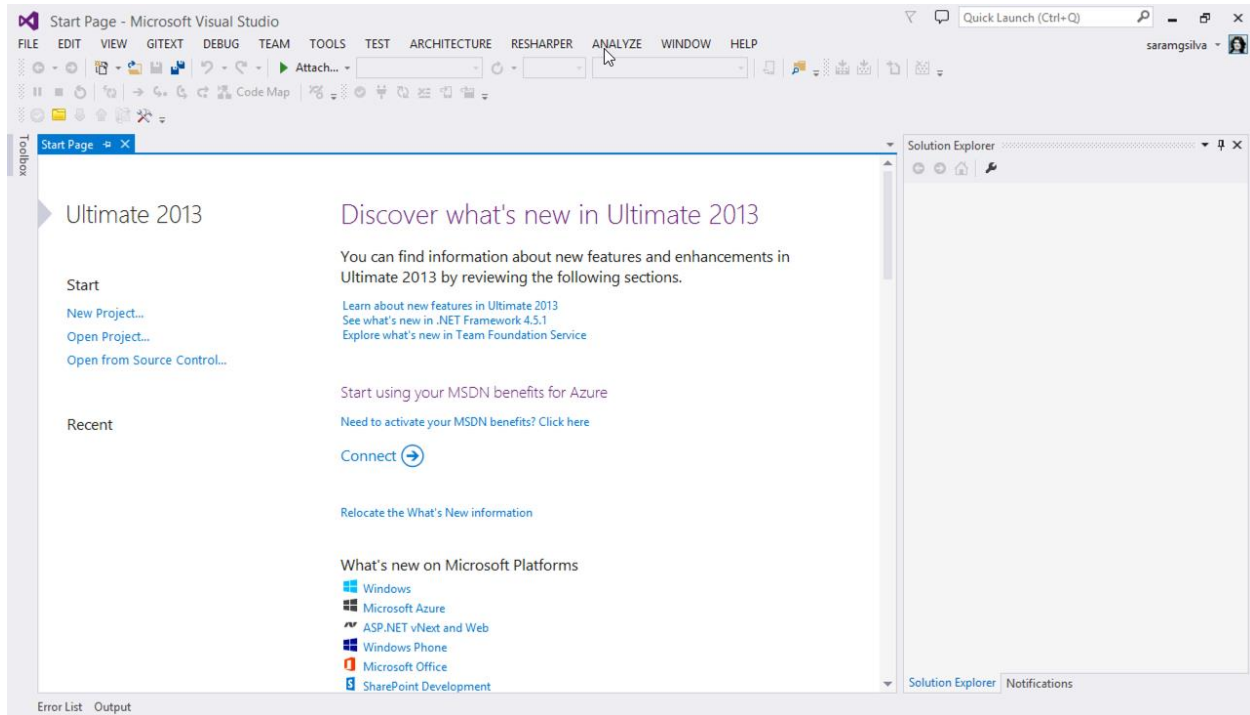 Start Page - Microsoft Visual Studio
Quick Launch (Ctrl+Q)
FILE EDIT VIEW GITEXT DEBUG TEAM TOOLS TEST ARCHITECTURE RESHARPER ANALYZE WINDOW HELP
saramgsilva
Attach...
Code Map
Toolbox
Start Page
Solution Explorer
Ultimate 2013
Start
New Project...
Open Project...
Open from Source Control...
Recent
Discover what's new in Ultimate 2013
You can find information about new features and enhancements in
Ultimate 2013 by reviewing the following sections.
Learn about new features in Ultimate 2013
See what's new in .NET Framework 4.5.1
Explore what's new in Team Foundation Service
Start using your MSDN benefits for Azure
Need to activate your MSDN benefits? Click here
Connect
Relocate the What's New information
What's new on Microsoft Platforms
Windows
Microsoft Azure
ASP.NET vNext and Web
Windows Phone
Microsoft Office
SharePoint Development
Solution Explorer Notifications
Error List Output